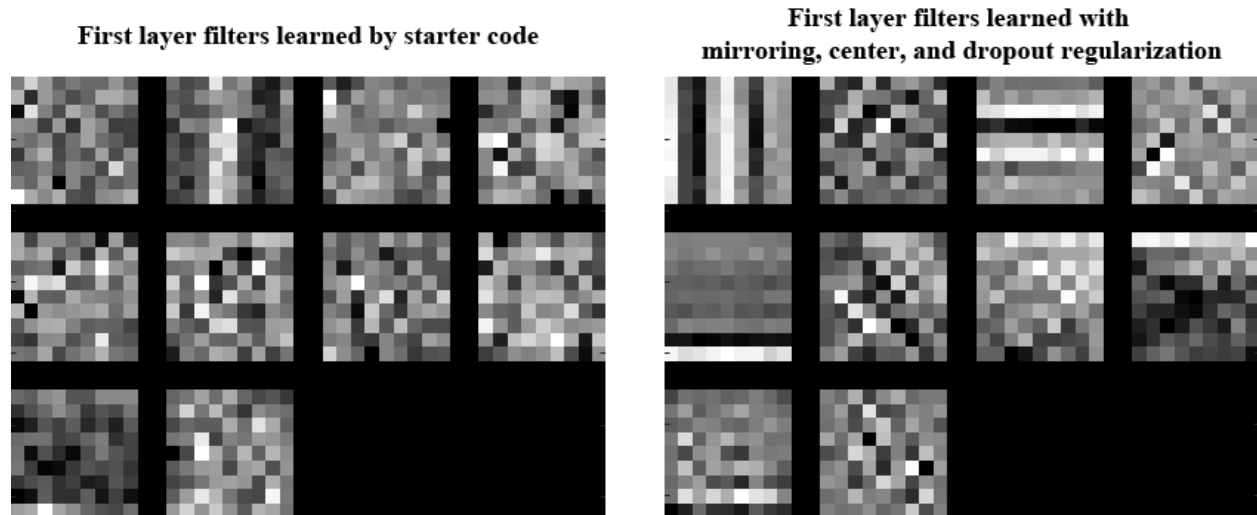 First layer filters learned by starter code
First layer filters learned with
mirroring, center, and dropout regularization